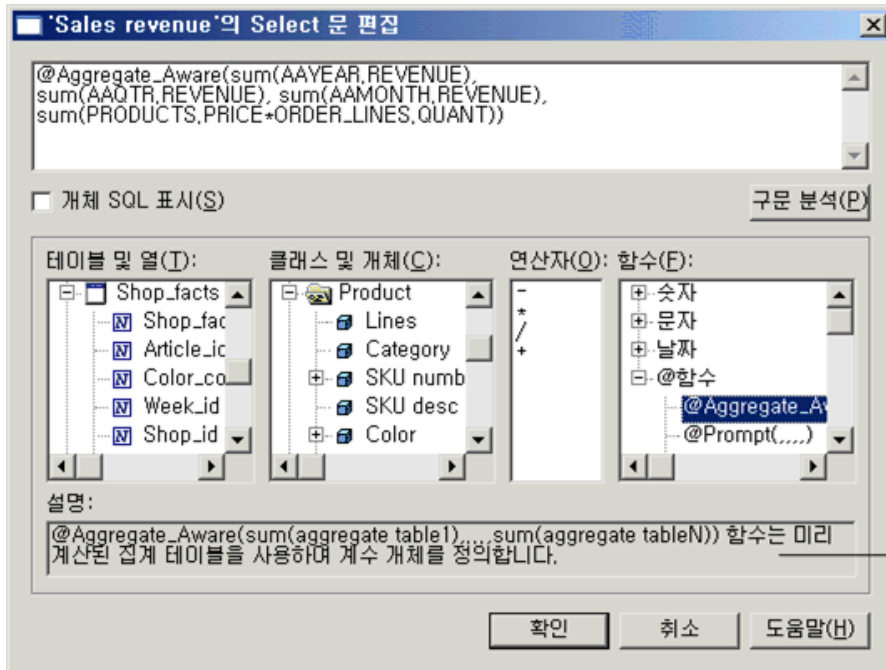 'Sales revenue'의 Select 문 편집
@Aggregate_Aware(sum(AAYEAR,REVENUE),
sum(AAQTR,REVENUE), sum(AAMONTH,REVENUE),
sum(PRODUCTS,PRICE*ORDER_LINES,QUANT))
개체 SQL 표시(S)
구문 분석(P)
테이블 및 열(T):
Shop_facts
Shop_fac
Article_ic
Color_co
Week_id
Shop_id
클래스 및 개체(C):
Product
Lines
Category
SKU numb
SKU desc
Color
연산자(O):
-
*
/
+
함수(F):
숫자
문자
날짜
@함수
@Aggregate_Av
@Prompt(,,,,)
설명:
@Aggregate_Aware(sum(aggregate table1),...,sum(aggregate tableN)) 함수는 미리
계산된 집계 테이블을 사용하며 계수 개체를 정의합니다.
확인
취소
도움말(H)